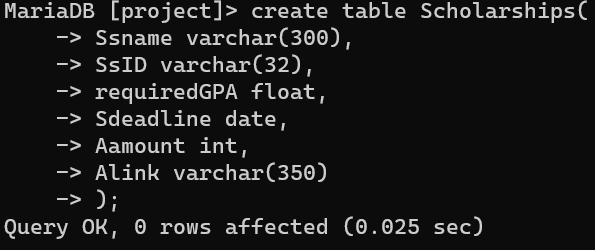 MariaDB [project]> create table Scholarships(
    -> Ssname varchar(300),
    -> SsID varchar(32),
    -> requiredGPA float,
    -> Sdeadline date,
    -> Aamount int,
    -> Alink varchar(350)
    -> );
Query OK, 0 rows affected (0.025 sec)